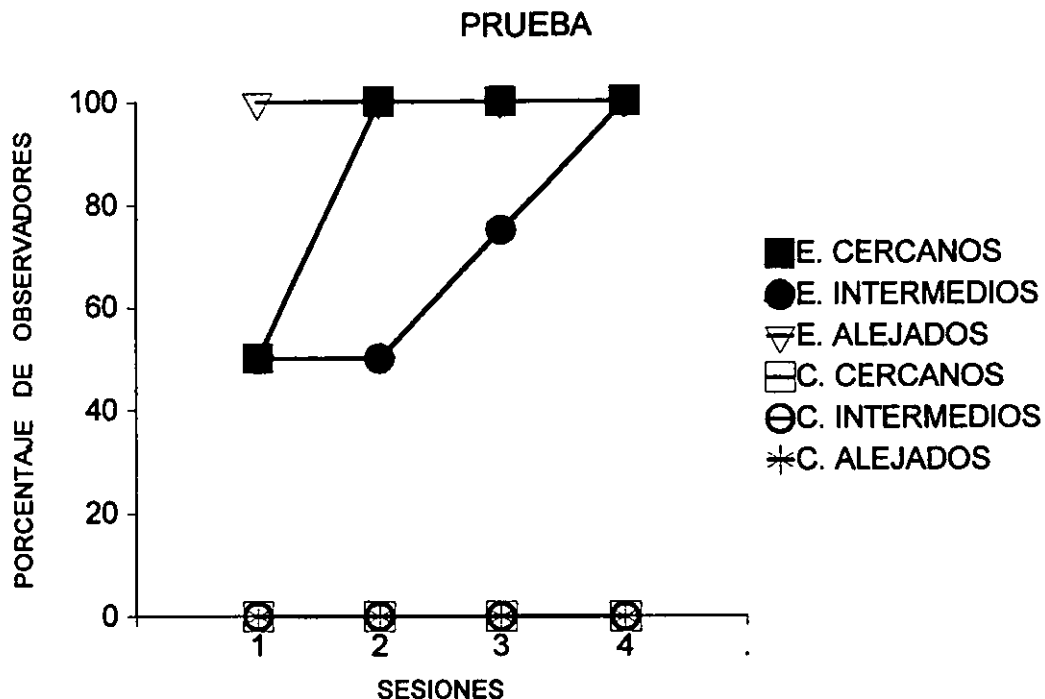 PRUEBA
PORCENTAJE DE OBSERVADORES
100
80
60
40
20
0
1 2 3 4
SESIONES
E. CERCANOS
E. INTERMEDIOS
E. ALEJADOS
C. CERCANOS
C. INTERMEDIOS
C. ALEJADOS